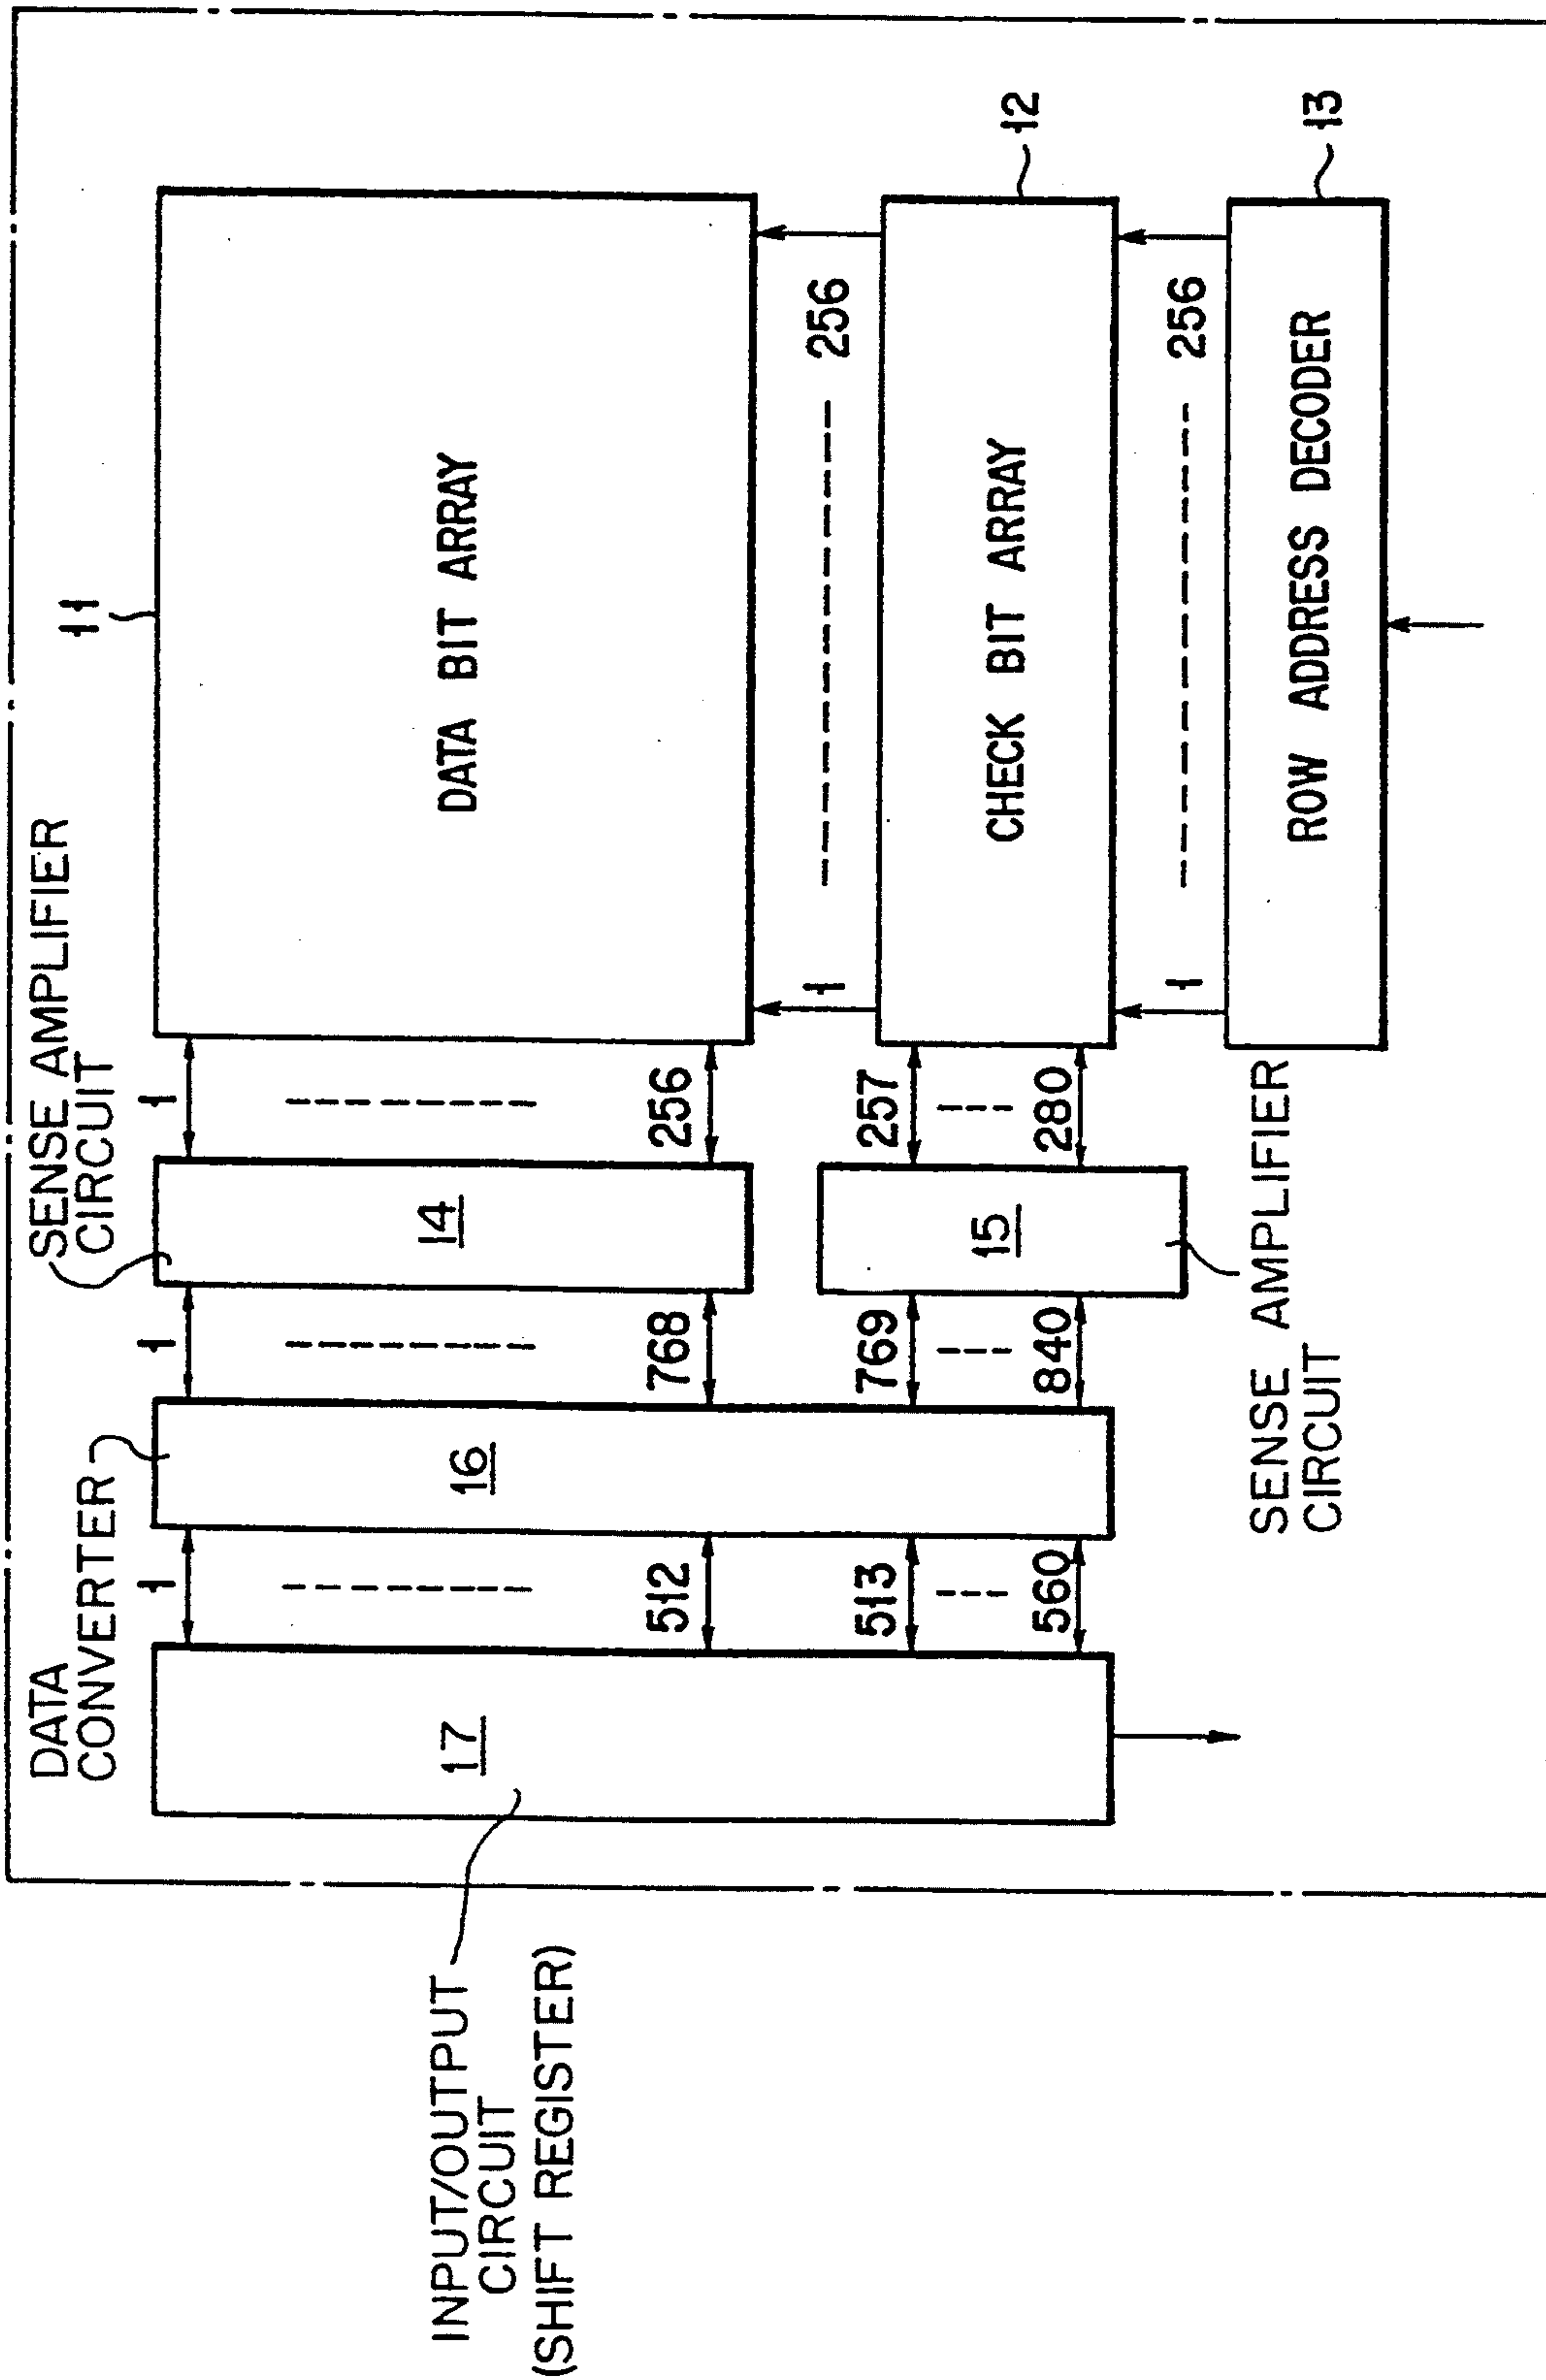 DATA
CONVERTER
SENSE AMPLIFIER
CIRCUIT
11
1
1
1
INPUT/OUTPUT
CIRCUIT
(SHIFT REGISTER)
17
16
14
DATA BIT ARRAY
512
768
256
1
256
513
769
257
15
CHECK BIT ARRAY
12
560
840
280
1
256
SENSE AMPLIFIER
CIRCUIT
ROW ADDRESS DECODER
13